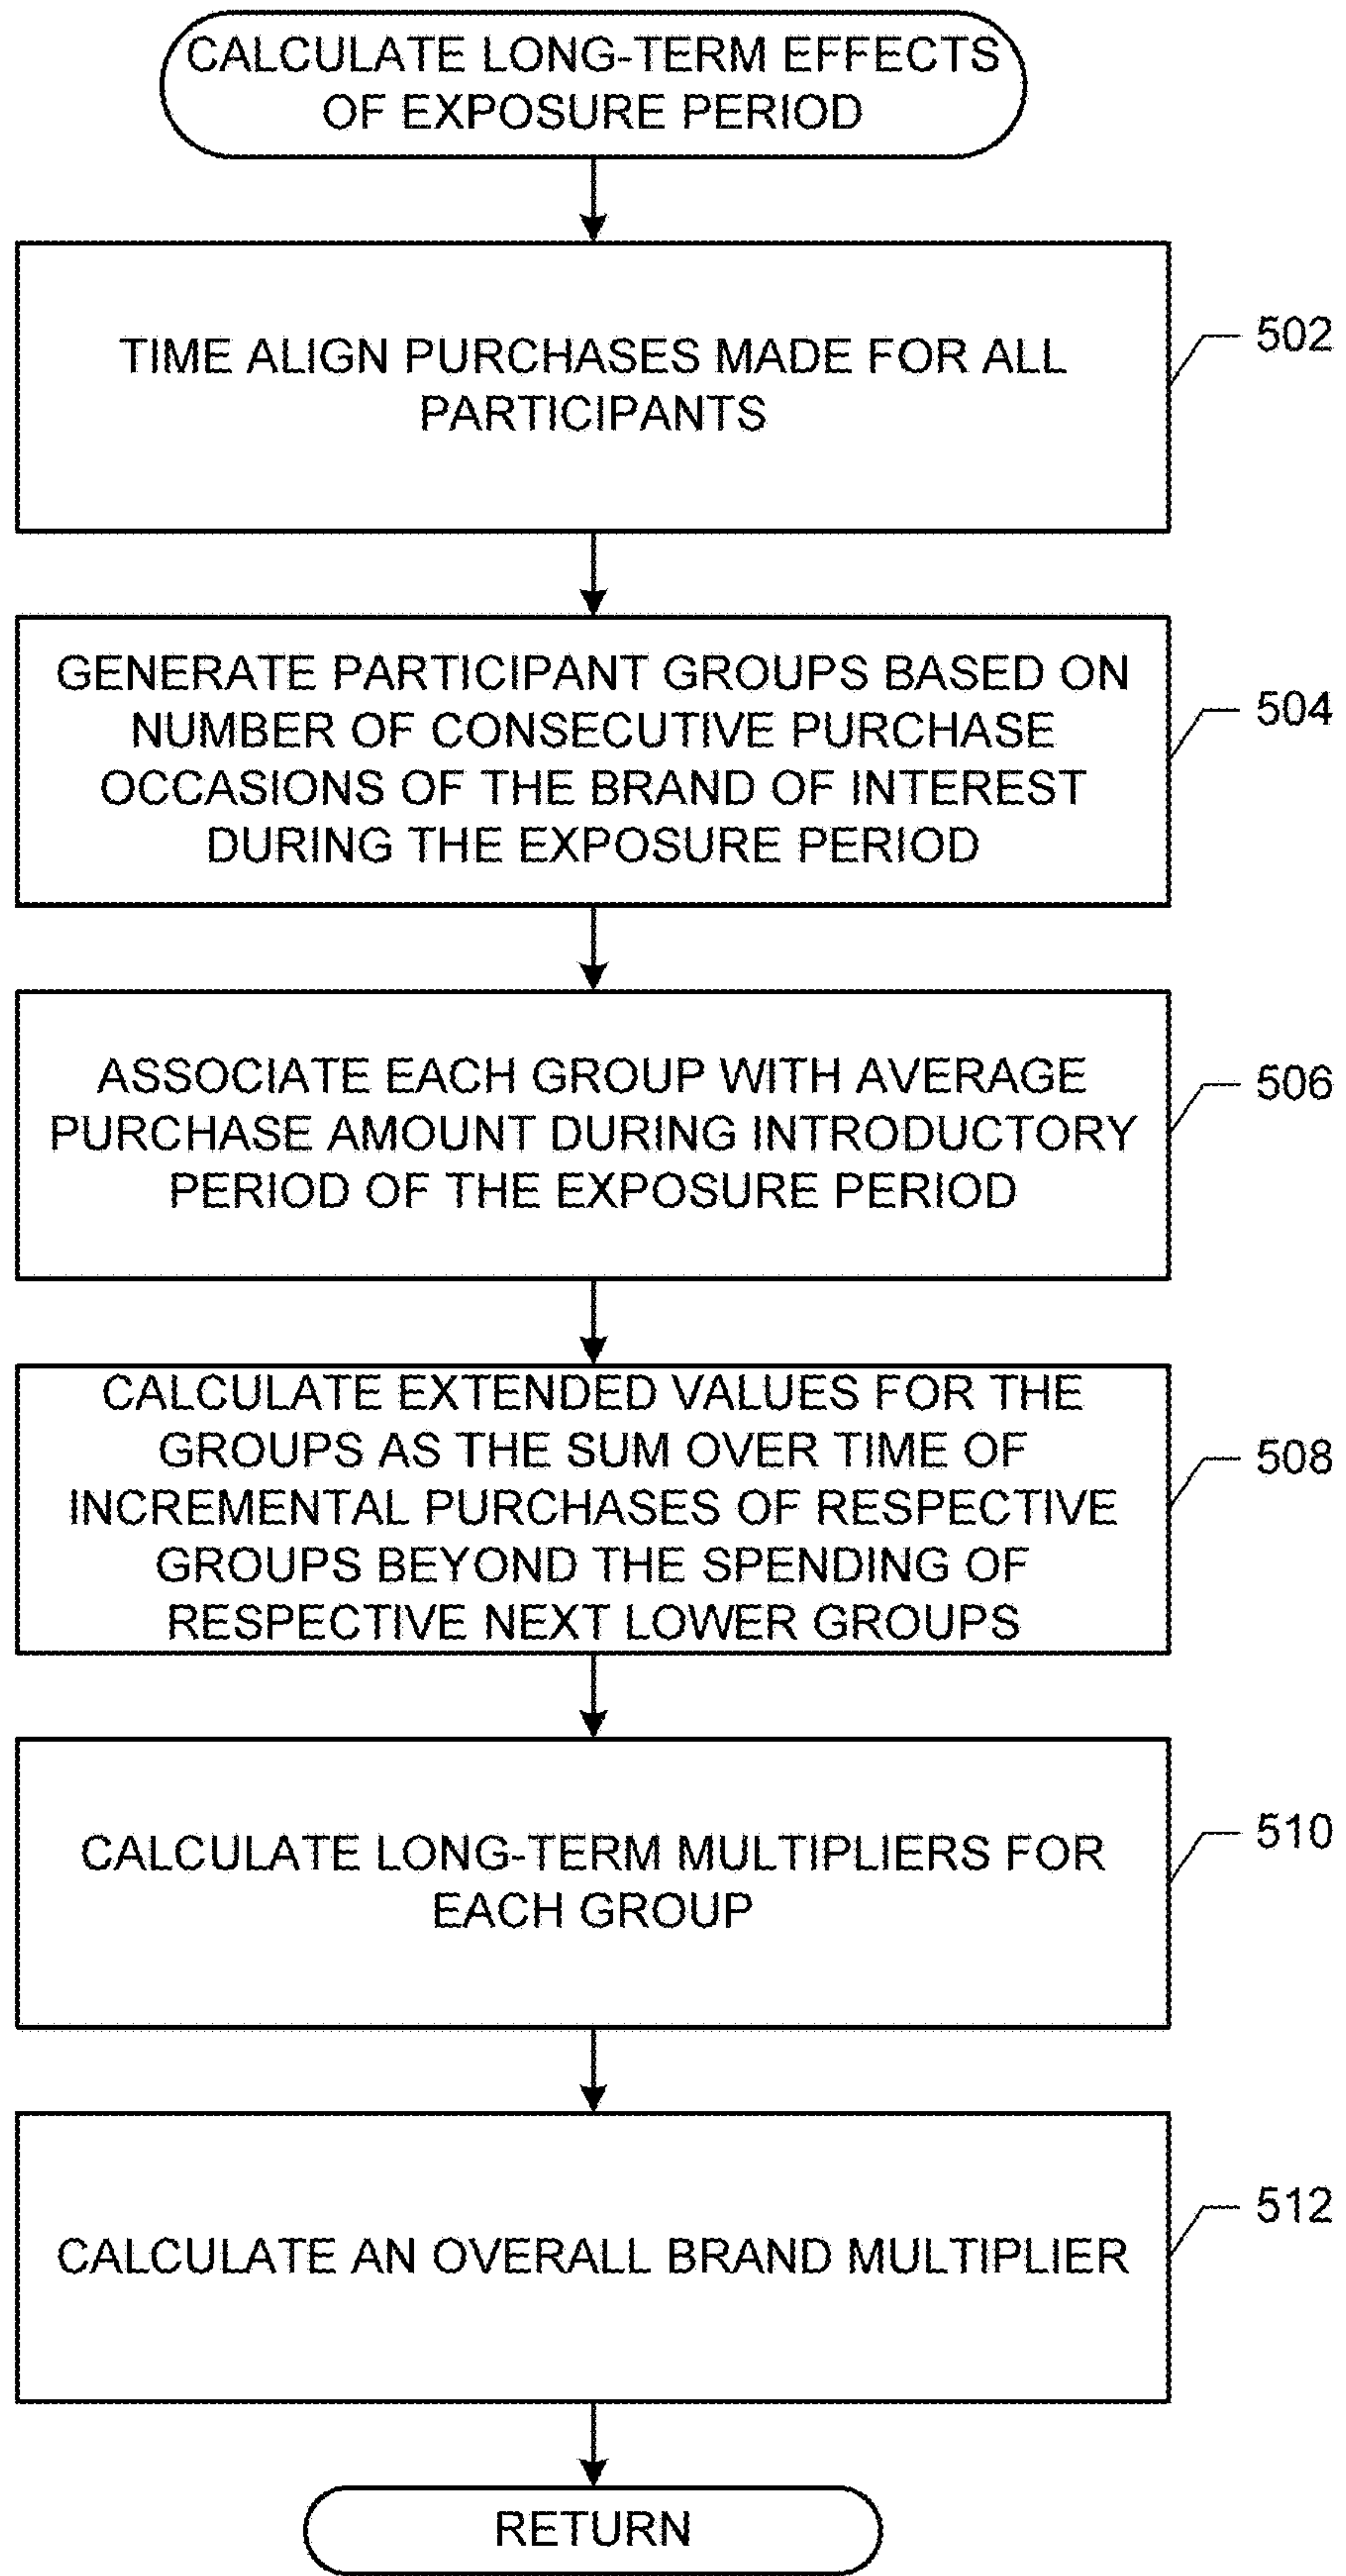 CALCULATE LONG-TERM EFFECTS
OF EXPOSURE PERIOD
TIME ALIGN PURCHASES MADE FOR ALL
PARTICIPANTS
502
GENERATE PARTICIPANT GROUPS BASED ON
NUMBER OF CONSECUTIVE PURCHASE
OCCASIONS OF THE BRAND OF INTEREST
DURING THE EXPOSURE PERIOD
504
ASSOCIATE EACH GROUP WITH AVERAGE
PURCHASE AMOUNT DURING INTRODUCTORY
PERIOD OF THE EXPOSURE PERIOD
506
CALCULATE EXTENDED VALUES FOR THE
GROUPS AS THE SUM OVER TIME OF
INCREMENTAL PURCHASES OF RESPECTIVE
GROUPS BEYOND THE SPENDING OF
RESPECTIVE NEXT LOWER GROUPS
508
CALCULATE LONG-TERM MULTIPLIERS FOR
EACH GROUP
510
CALCULATE AN OVERALL BRAND MULTIPLIER
512
RETURN